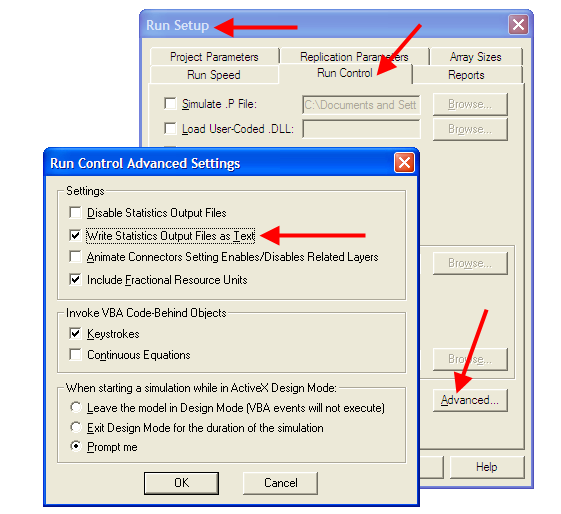 Run Setup
Project Parameters
Replication Parameters
Array Sizes
Run Speed
Run Control
Reports
Simulate .P File:
C:\Documents and Sett
Browse...
Load User-Coded .DLL:
Browse...
Run Control Advanced Settings
Settings
Disable Statistics Output Files
Write Statistics Output Files as Text
Animate Connectors Setting Enables/Disables Related Layers
Include Fractional Resource Units
Browse...
Invoke VBA Code-Behind Objects
Keystrokes
Continuous Equations
Browse...
When starting a simulation while in ActiveX Design Mode:
Leave the model in Design Mode (VBA events will not execute)
Exit Design Mode for the duration of the simulation
Prompt me
Advanced...
OK
Cancel
Help